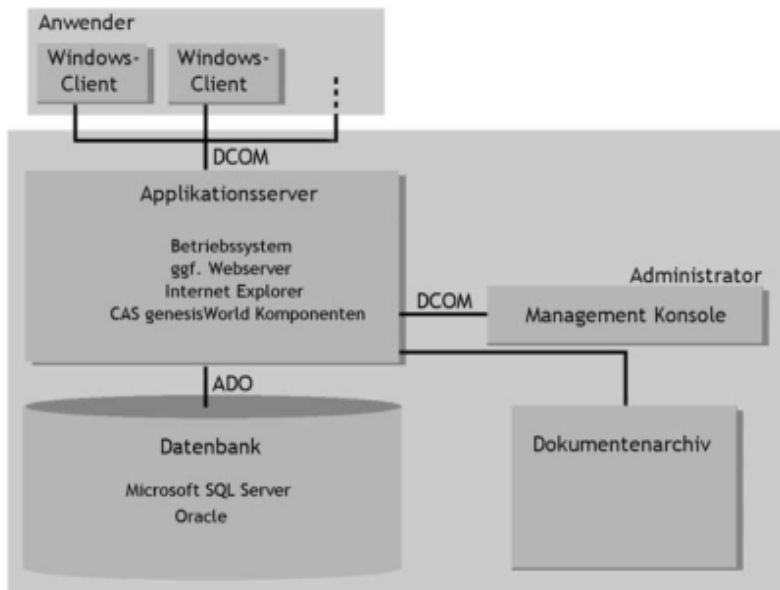 Anwender
Windows-
Client
Windows-
Client
DCOM
Applikationsserver
Betriebssystem
ggf. Webserver
Internet Explorer
CAS genesisWorld Komponenten
Administrator
DCOM
Management Konsole
ADO
Datenbank
Microsoft SQL Server
Oracle
Dokumentenarchiv